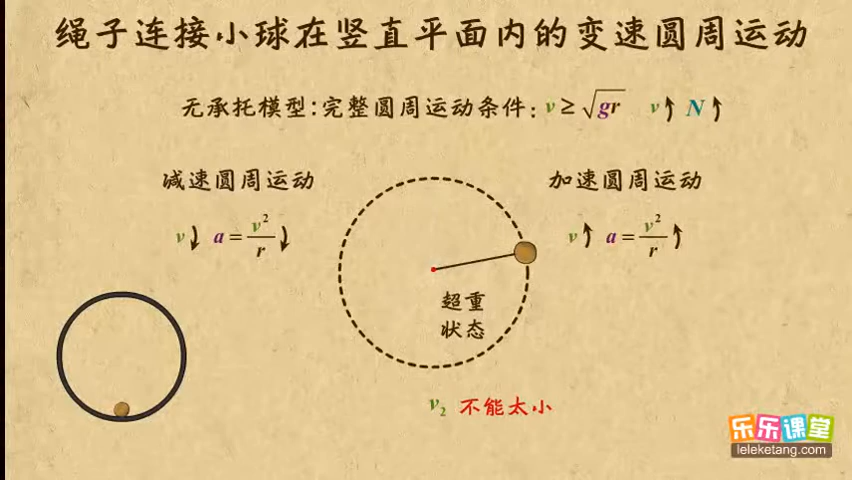 绳子连接小球在竖直平面内的变速圆周运动
无承托模型:完整圆周运动条件: v ≥ √gr v↑ N↑
减速圆周运动
加速圆周运动
v↓ a = v²/r ↓
v↑ a = v²/r ↑
超重
状态
v₂ 不能太小
乐乐课堂
leleketang.com